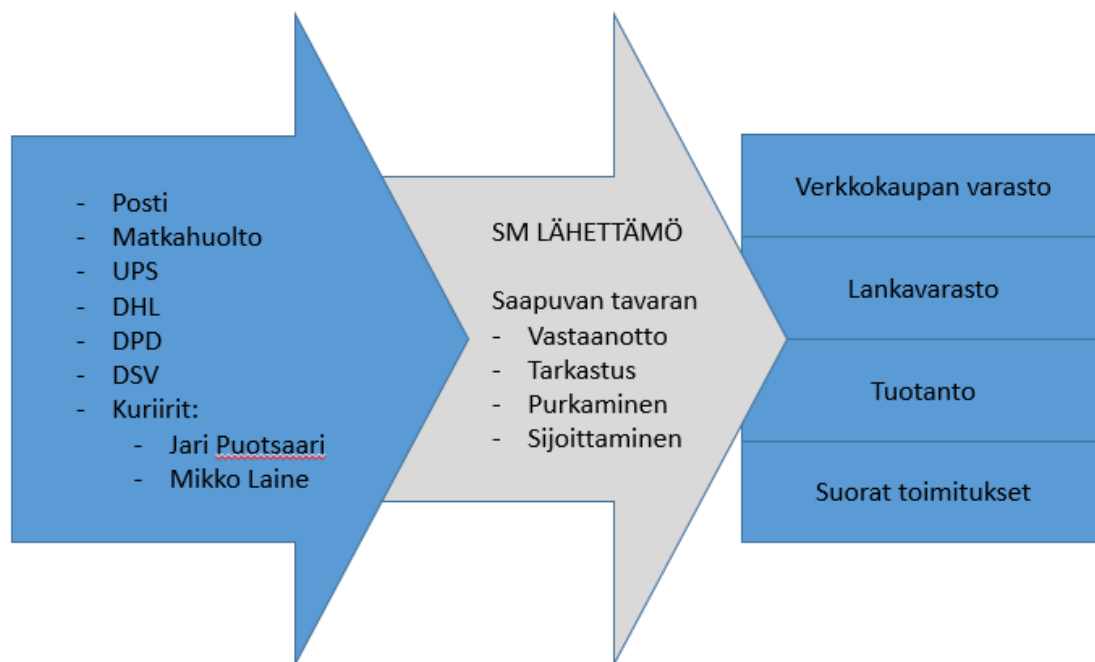 - Posti
- Matkahuolto
- UPS
- DHL
- DPD
- DSV
- Kuriirit:
- Jari Puotsaari
- Mikko Laine
SM LÄHETTÄMÖ
Saapuvan tavaran
- Vastaanotto
- Tarkastus
- Purkaminen
- Sijoittaminen
Verkkokaupan varasto
Lankavarasto
Tuotanto
Suorat toimitukset